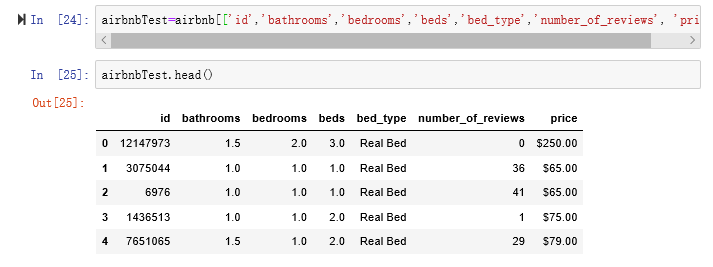 In [24]: airbnbTest=airbnb[['id','bathrooms','bedrooms','beds','bed_type','number_of_reviews', 'pri
In [25]: airbnbTest.head()
Out[25]:
id bathrooms bedrooms beds bed_type number_of_reviews price
0 12147973 1.5 2.0 3.0 Real Bed 0 $250.00
1 3075044 1.0 1.0 1.0 Real Bed 36 $65.00
2 6976 1.0 1.0 1.0 Real Bed 41 $65.00
3 1436513 1.0 1.0 2.0 Real Bed 1 $75.00
4 7651065 1.5 1.0 2.0 Real Bed 29 $79.00